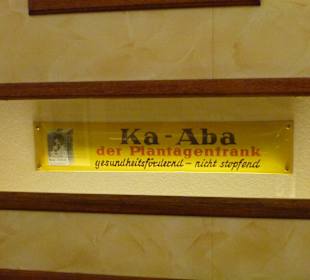 Ka-Aba
der Plantagentrank
gesundheitsfördernd – nicht stopfend